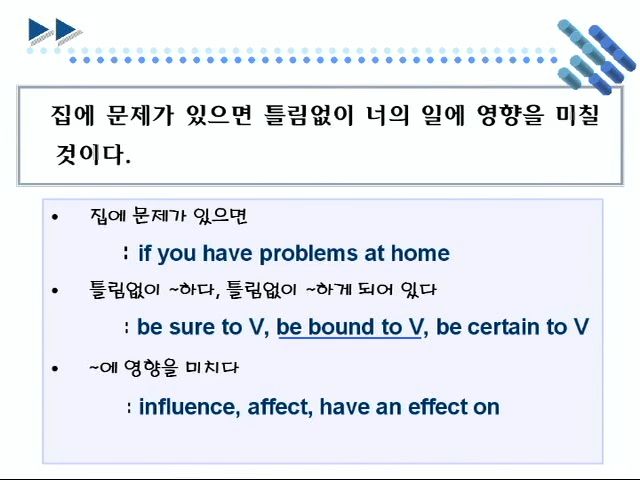 집에 문제가 있으면 틀림없이 너의 일에 영향을 미칠
것이다.
• 집에 문제가 있으면
: if you have problems at home
• 틀림없이 ~하다, 틀림없이 ~하게 되어 있다
: be sure to V, be bound to V, be certain to V
• ~에 영향을 미치다
: influence, affect, have an effect on